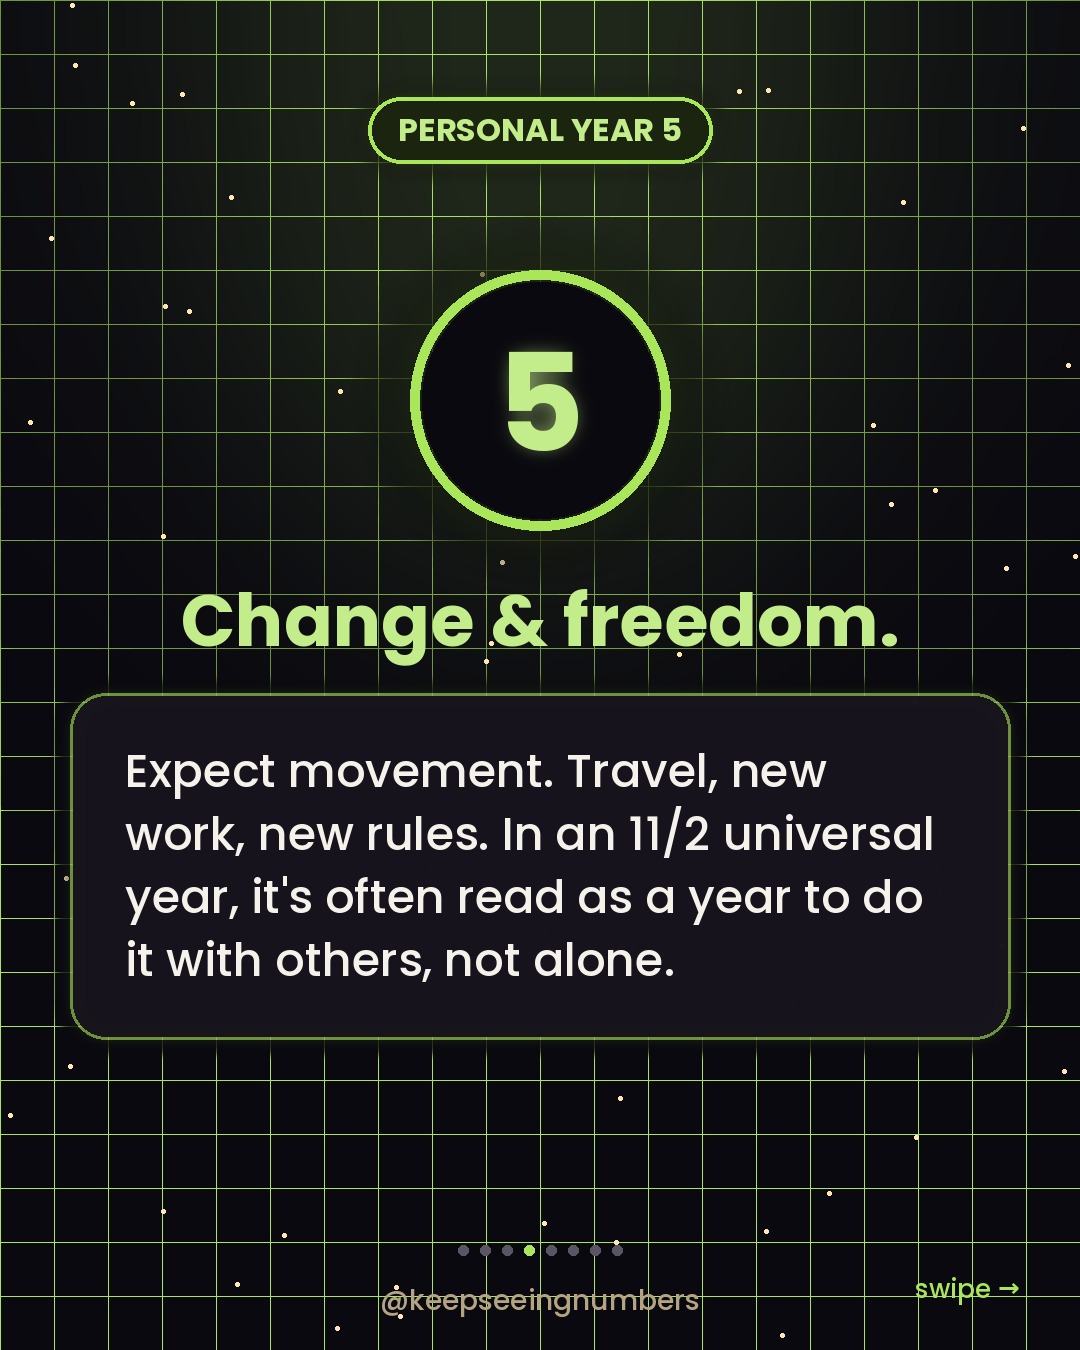 PERSONAL YEAR 5
5
Change & freedom.
Expect movement. Travel, new
work, new rules. In an 11/2 universal
year, it's often read as a year to do
it with others, not alone.
@keepseeingnumbers
swipe →